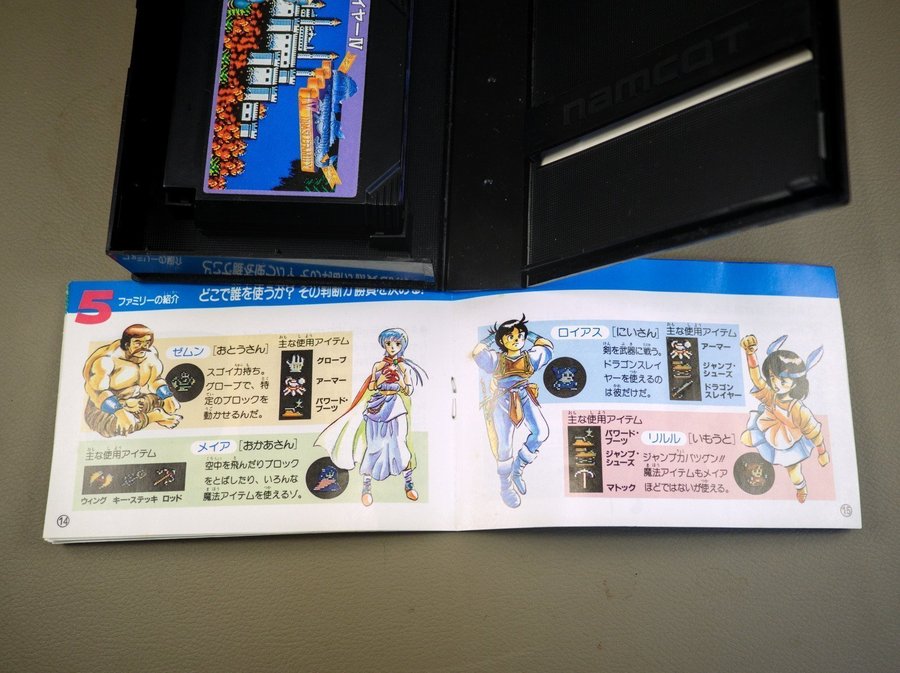 イヤーIV
namcot
5 ファミリーの紹介 どこで誰を使うか? その判断が勝負を決める!
ゼムン [おとうさん]
スゴイ力持ち。
グローブで、特
定のブロックを
動かせるんだ。
主な使用アイテム
グローブ
アーマー
パワード・
ブーツ
メイア [おかあさん]
主な使用アイテム
ウィング キー・ステッキ ロッド
空中を飛んだりブロック
をとばしたり、いろんな
魔法アイテムを使えるゾ。
14
ロイアス [にいさん]
剣を武器に戦う。
ドラゴンスレイ
ヤーを使えるの
は彼だけだ。
主な使用アイテム
アーマー
ジャンプ・
シューズ
ドラゴン
スレイヤー
主な使用アイテム
パワード・
ブーツ
ジャンプ・
シューズ
マトック
リルル [いもうと]
ジャンプ力バツグン!!
魔法アイテムもメイア
ほどではないが使える。
15